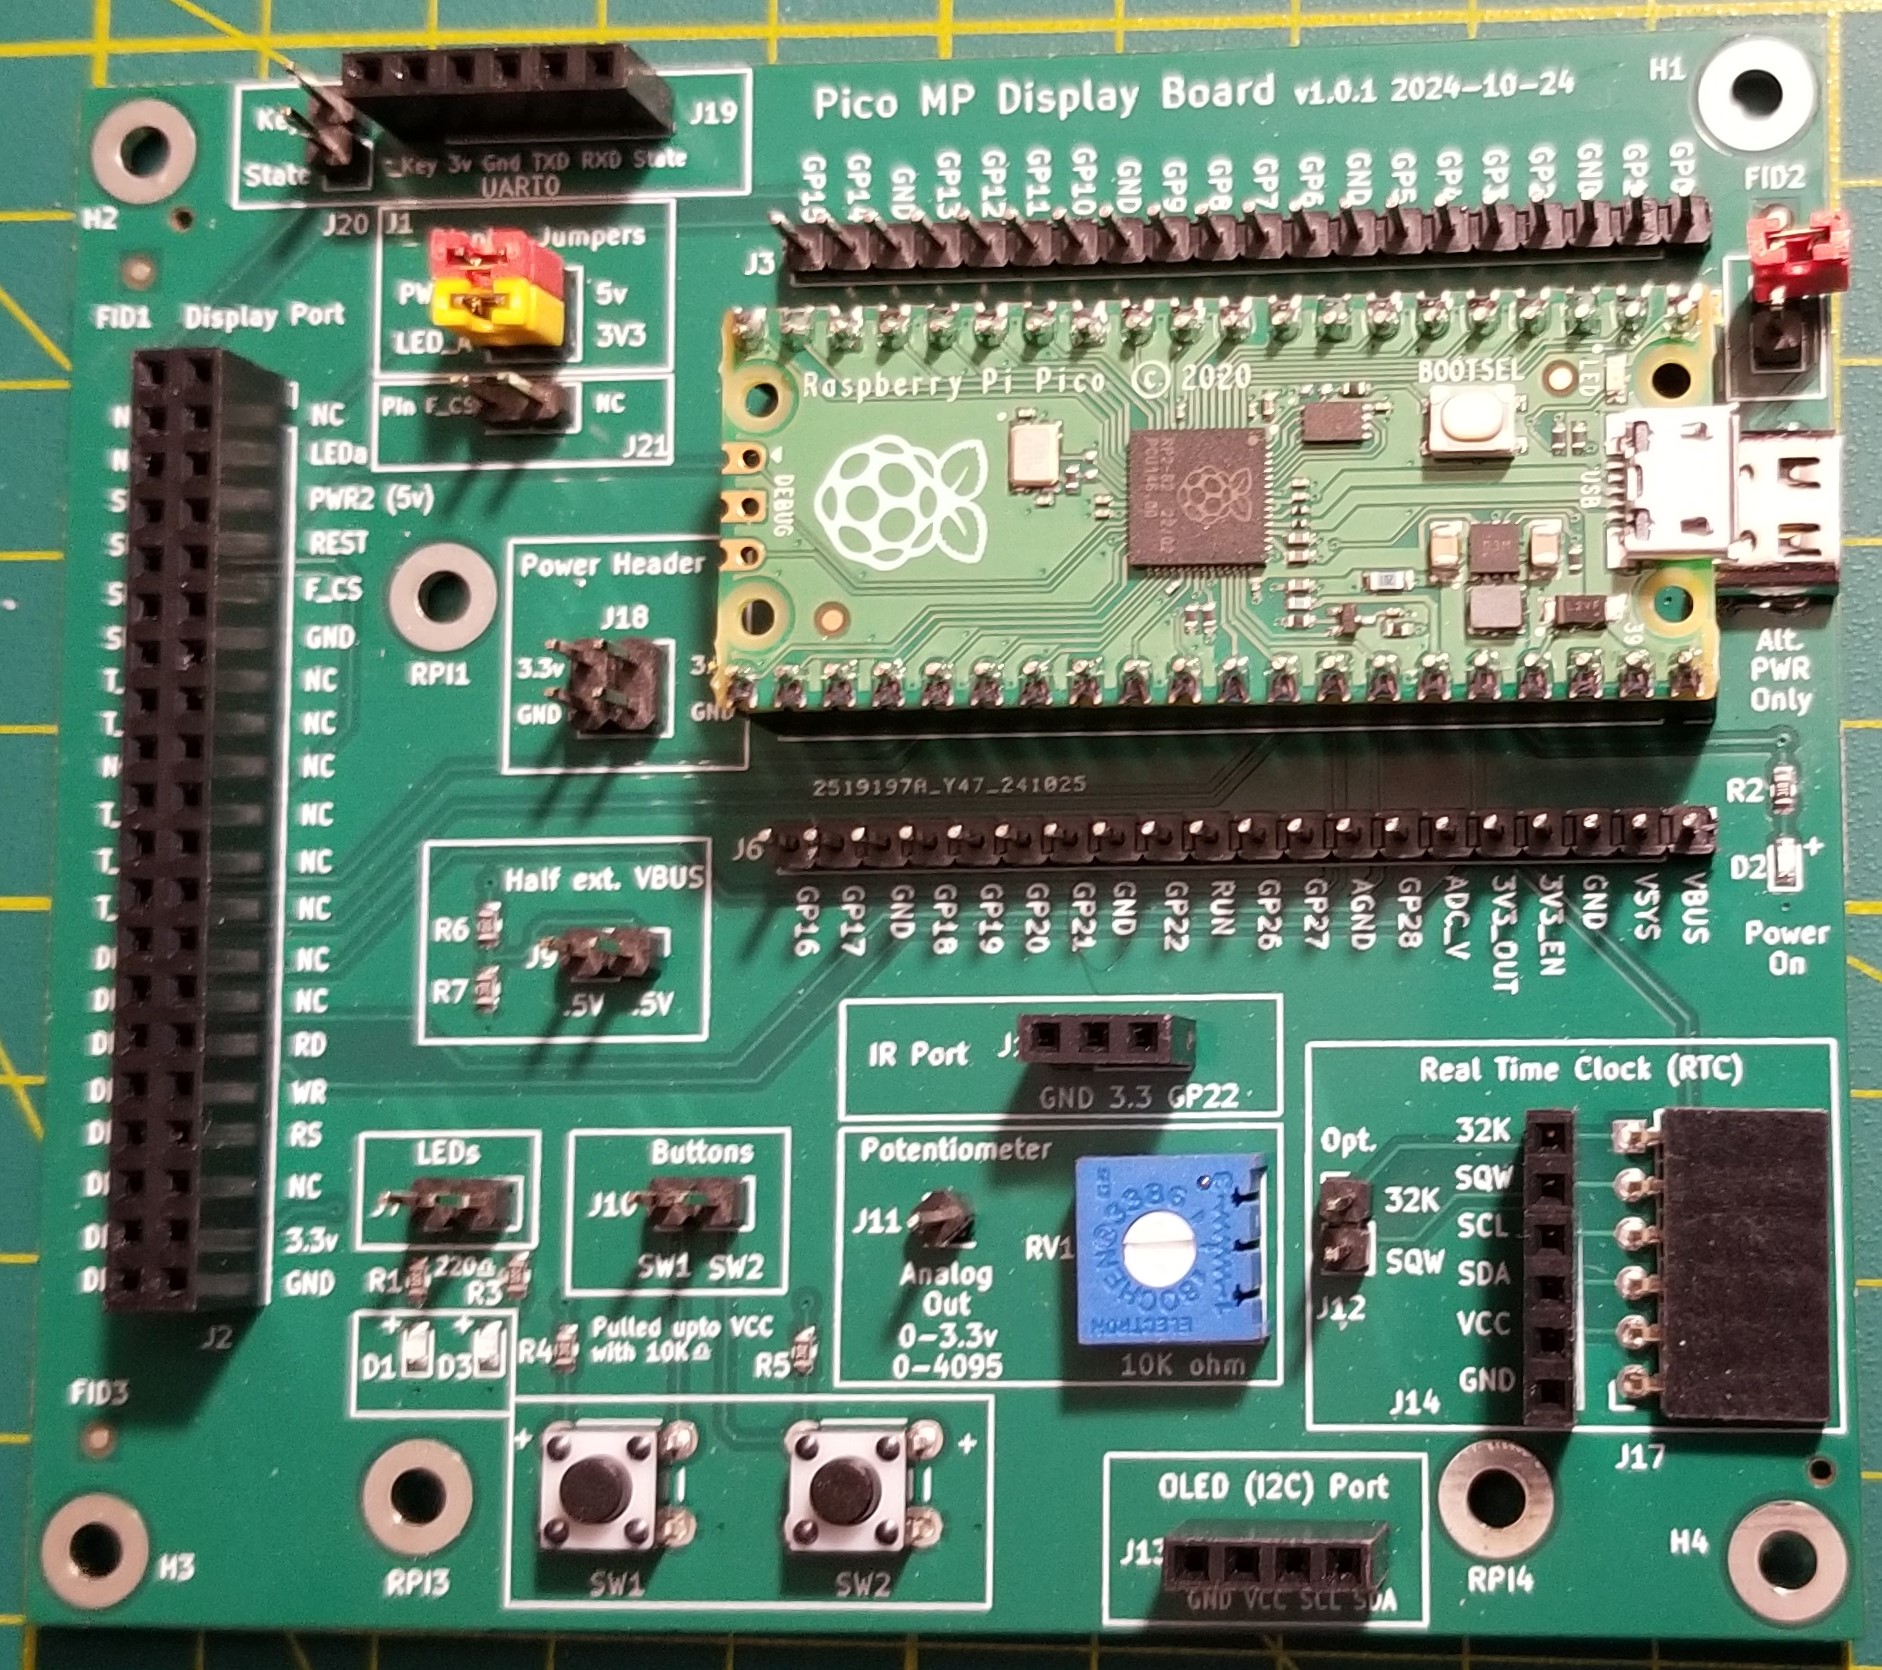 Pico MP Display Board v1.0.1 2024-10-24
H1
H2
J19
State
Key 3v Gnd TXD RXD State
UART0
J20
J1
Jumpers
5v
3V3
Pin F_CS
NC
J21
FID1
Display Port
FID2
GP15
GP14
GND
GP13
GP12
GP11
GP10
GND
GP9
GP8
GP7
GP6
GND
GP5
GP4
GP3
GP2
GND
GP1
GP0
J3
Raspberry Pi Pico © 2020
BOOTSEL
LED
DEBUG
USB
39
NC
LEDa
PWR2 (5v)
REST
F_CS
GND
NC
NC
NC
NC
NC
NC
NC
NC
RD
WR
RS
NC
3.3v
GND
J2
RPI1
Power Header
J18
3.3v
GND
GND
Alt.
PWR
Only
R2
D2
+
Power
On
2519197A_Y47_241025
J6
GP16
GP17
GND
GP18
GP19
GP20
GP21
GND
GP22
RUN
GP26
GP27
AGND
GP28
ADC_V
3V3_OUT
3V3_EN
GND
VSYS
VBUS
Half ext. VBUS
R6
R7
J9
.5V .5V
IR Port
GND 3.3 GP22
Real Time Clock (RTC)
Opt.
32K
SQW
J12
32K
SQW
SCL
SDA
VCC
GND
J14
J17
LEDs
J7
R1
220Ω
R3
+ +
D1
D3
Buttons
J10
SW1 SW2
Pulled upto VCC
with 10KΩ
R4
R5
Potentiometer
J11
Analog
Out
0-3.3v
0-4095
RV1
BOCHEN
ELECTRON
10K ohm
FID3
+
+
SW1
SW2
H3
RPI3
OLED (I2C) Port
J13
GND VCC SCL SDA
RPI4
H4